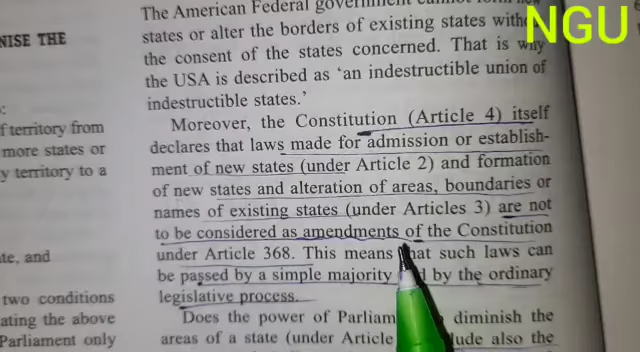 NGU
NISE THE
:
f territory from
more states or
y territory to a
ate, and
two conditions
ating the above
Parliament only
The American Federal government cannot form new
states or alter the borders of existing states with
the consent of the states concerned. That is why
the USA is described as ‘an indestructible union of
indestructible states.’
Moreover, the Constitution (Article 4) itself
declares that laws made for admission or establish-
ment of new states (under Article 2) and formation
of new states and alteration of areas, boundaries or
names of existing states (under Articles 3) are not
to be considered as amendments of the Constitution
under Article 368. This means that such laws can
be passed by a simple majority by the ordinary
legislative process.
Does the power of Parliam diminish the
areas of a state (under Article lude also the